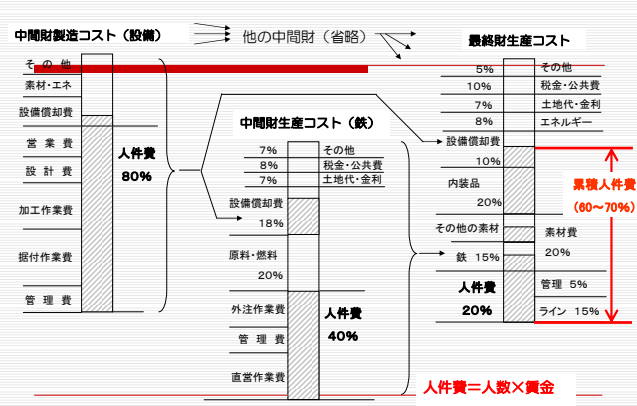 中間財製造コスト（設備）
他の中間財（省略）
最終財生産コスト
そ の 他
素材・エネ
設備償却費
営 業 費
設 計 費
加工作業費
据付作業費
管 理 費
人件費
80%
中間財生産コスト（鉄）
7%
その他
8%
税金・公共費
7%
土地代・金利
設備償却費
18%
原料・燃料
20%
外注作業費
管 理 費
直営作業費
人件費
40%
5%
その他
10%
税金・公共費
7%
土地代・金利
8%
エネルギー
設備償却費
10%
内装品
20%
その他の素材
鉄 15%
素材費
20%
人件費
20%
管理 5%
ライン 15%
累積人件費
（60～70%）
人件費＝人数×賃金